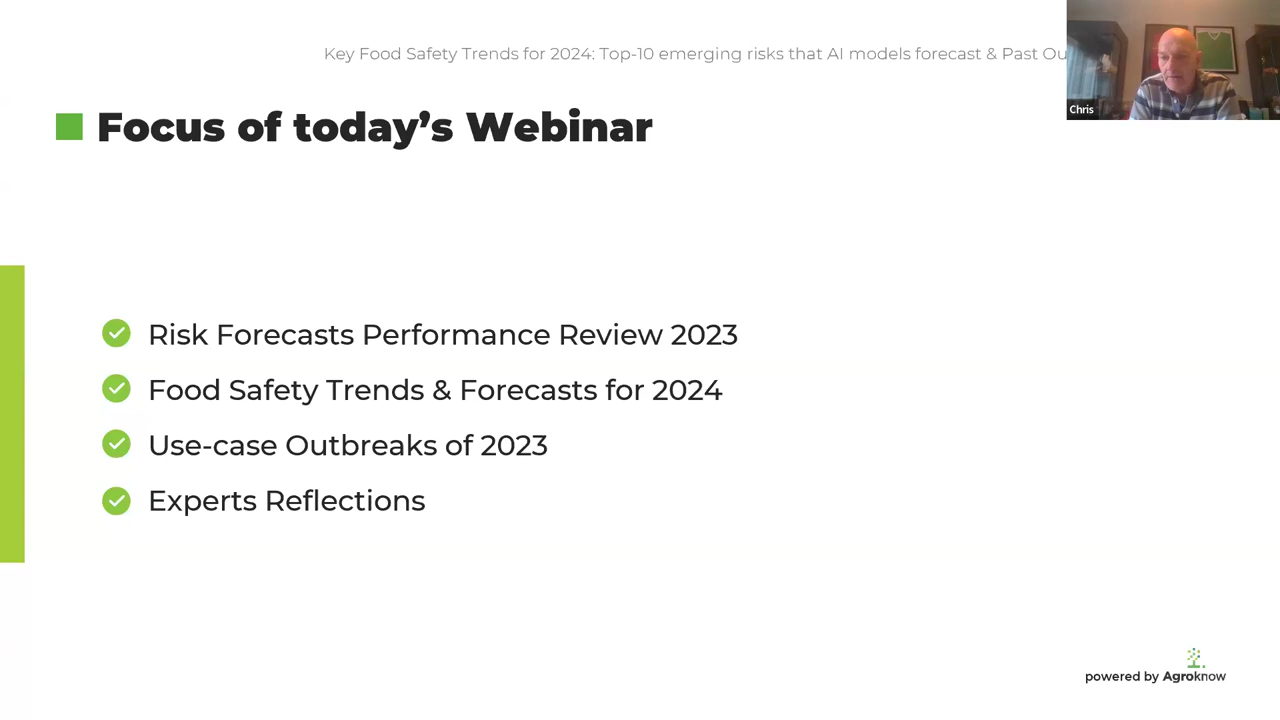 Key Food Safety Trends for 2024: Top-10 emerging risks that AI models forecast & Past
Chris
Focus of today's Webinar
Risk Forecasts Performance Review 2023
Food Safety Trends & Forecasts for 2024
Use-case Outbreaks of 2023
Experts Reflections
powered by Agroknow